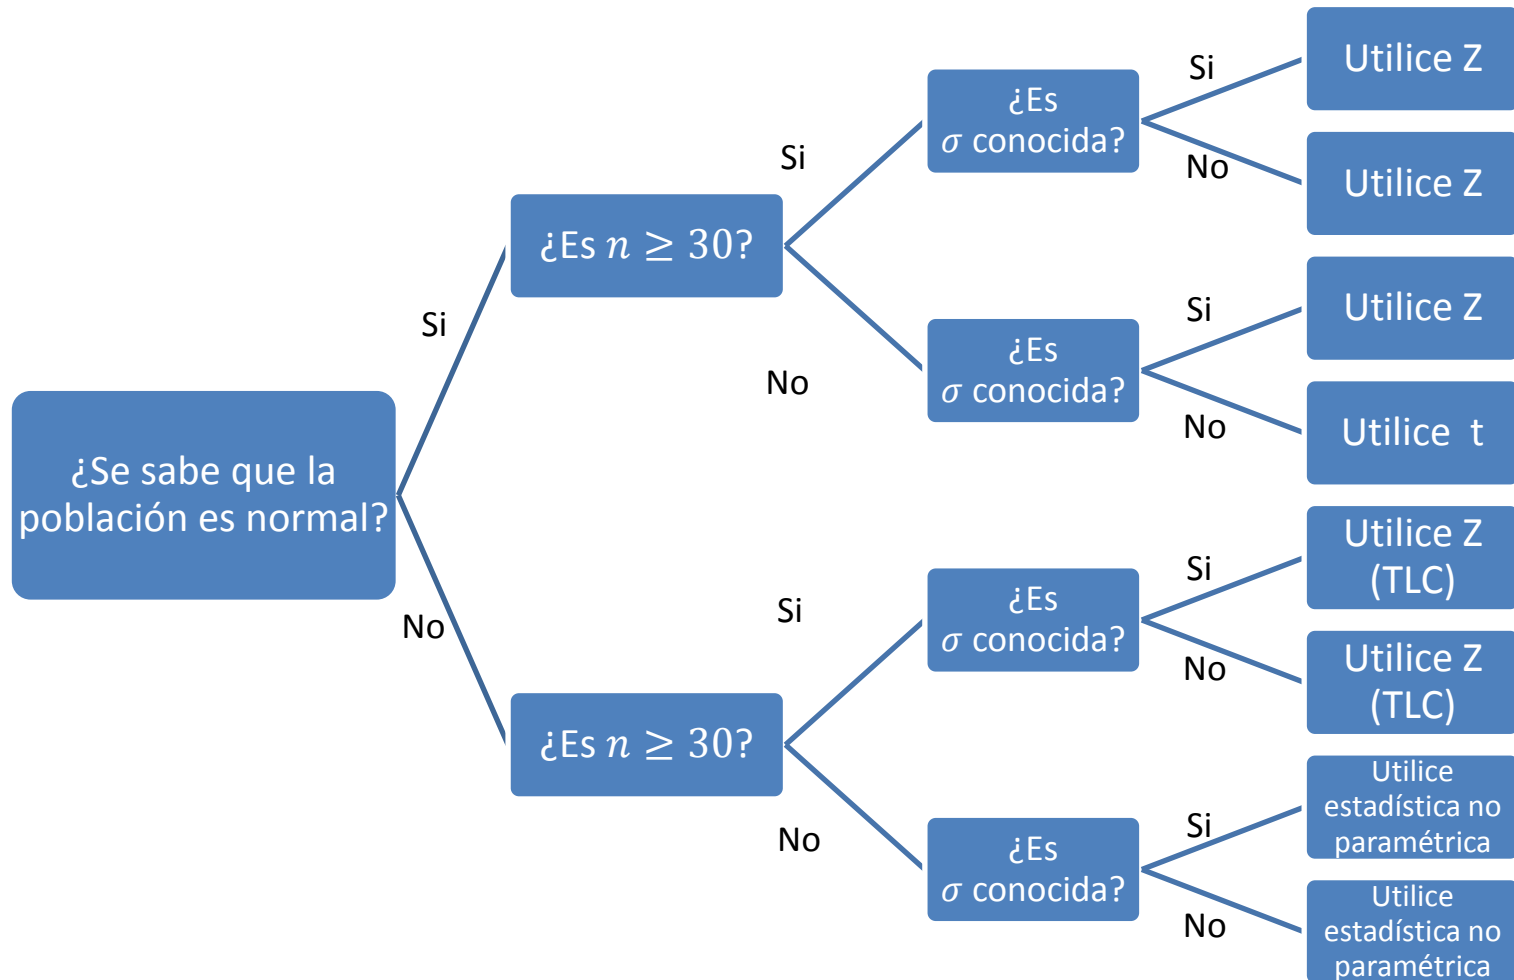 ¿Se sabe que la
población es normal?
Si
No
¿Es n ≥ 30?
Si
No
¿Es
σ conocida?
Si
Utilice Z
No
Utilice Z
¿Es
σ conocida?
Si
Utilice Z
No
Utilice t
¿Es n ≥ 30?
Si
No
¿Es
σ conocida?
Si
Utilice Z
(TLC)
No
Utilice Z
(TLC)
¿Es
σ conocida?
Si
Utilice
estadística no
paramétrica
No
Utilice
estadística no
paramétrica